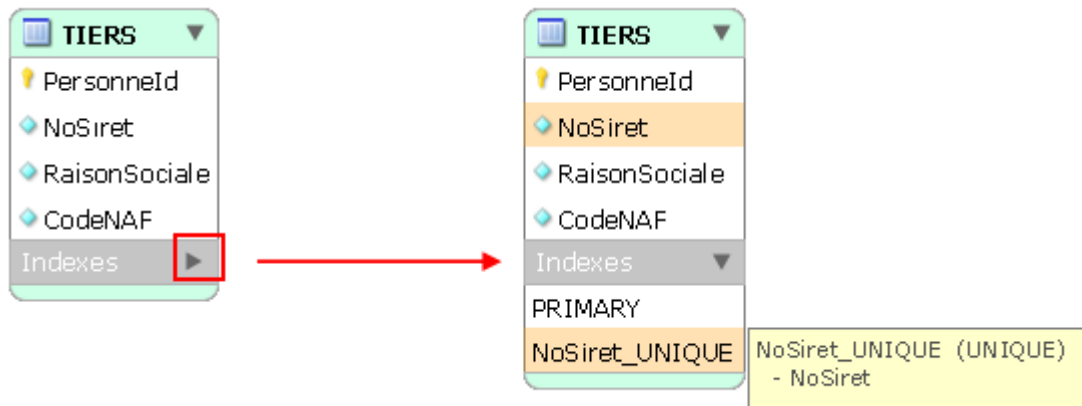 TIERS
PersonneId
NoSiret
RaisonSociale
CodeNAF
Indexes
TIERS
PersonneId
NoSiret
RaisonSociale
CodeNAF
Indexes
PRIMARY
NoSiret_UNIQUE
NoSiret_UNIQUE (UNIQUE)
- NoSiret